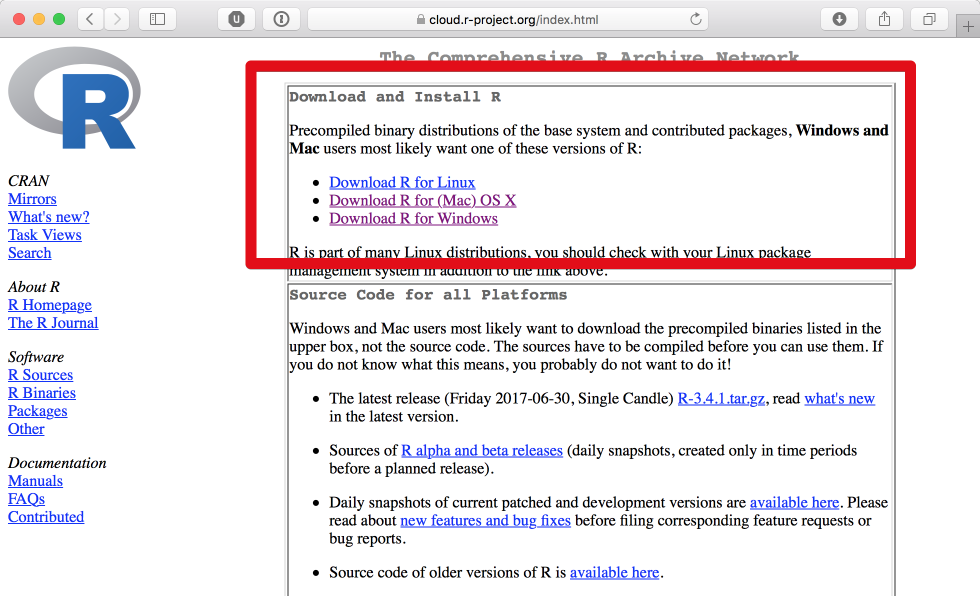 cloud.r-project.org/index.html
The Comprehensive R Archive Network
R
CRAN
Mirrors
What's new?
Task Views
Search
About R
R Homepage
The R Journal
Software
R Sources
R Binaries
Packages
Other
Documentation
Manuals
FAQs
Contributed
Download and Install R
Precompiled binary distributions of the base system and contributed packages, Windows and
Mac users most likely want one of these versions of R:
• Download R for Linux
• Download R for (Mac) OS X
• Download R for Windows
R is part of many Linux distributions, you should check with your Linux package
management system in addition to the link above.
Source Code for all Platforms
Windows and Mac users most likely want to download the precompiled binaries listed in the
upper box, not the source code. The sources have to be compiled before you can use them. If
you do not know what this means, you probably do not want to do it!
• The latest release (Friday 2017-06-30, Single Candle) R-3.4.1.tar.gz, read what's new
in the latest version.
• Sources of R alpha and beta releases (daily snapshots, created only in time periods
before a planned release).
• Daily snapshots of current patched and development versions are available here. Please
read about new features and bug fixes before filing corresponding feature requests or
bug reports.
• Source code of older versions of R is available here.